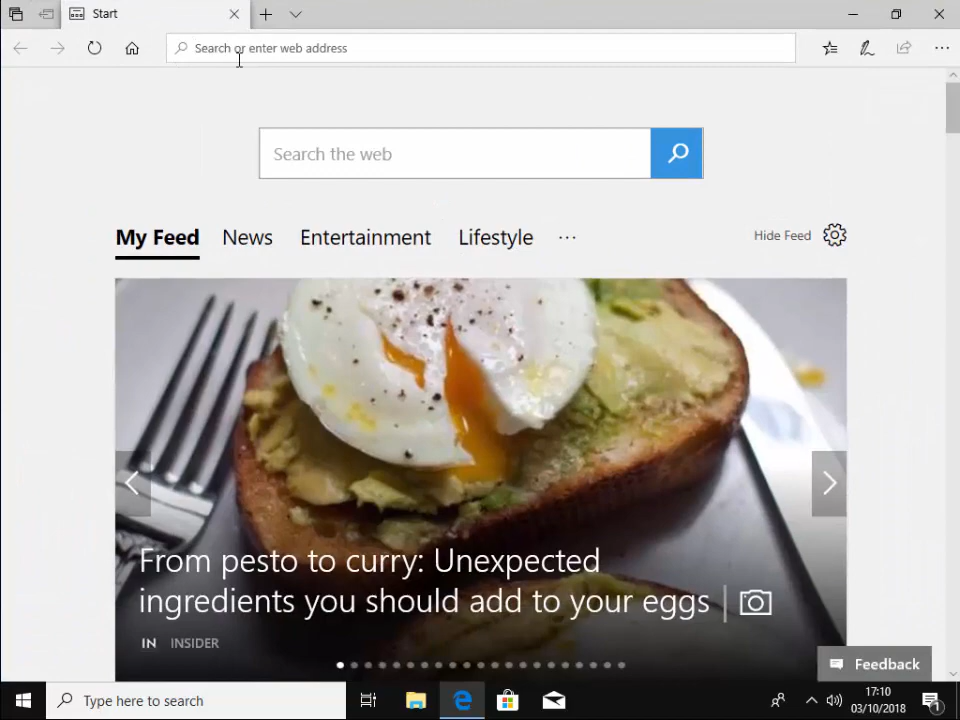 Start
Search or enter web address
Search the web
My Feed News Entertainment Lifestyle ...
Hide Feed
From pesto to curry: Unexpected
ingredients you should add to your eggs
IN INSIDER
Feedback
Type here to search
17:10
03/10/2018
1